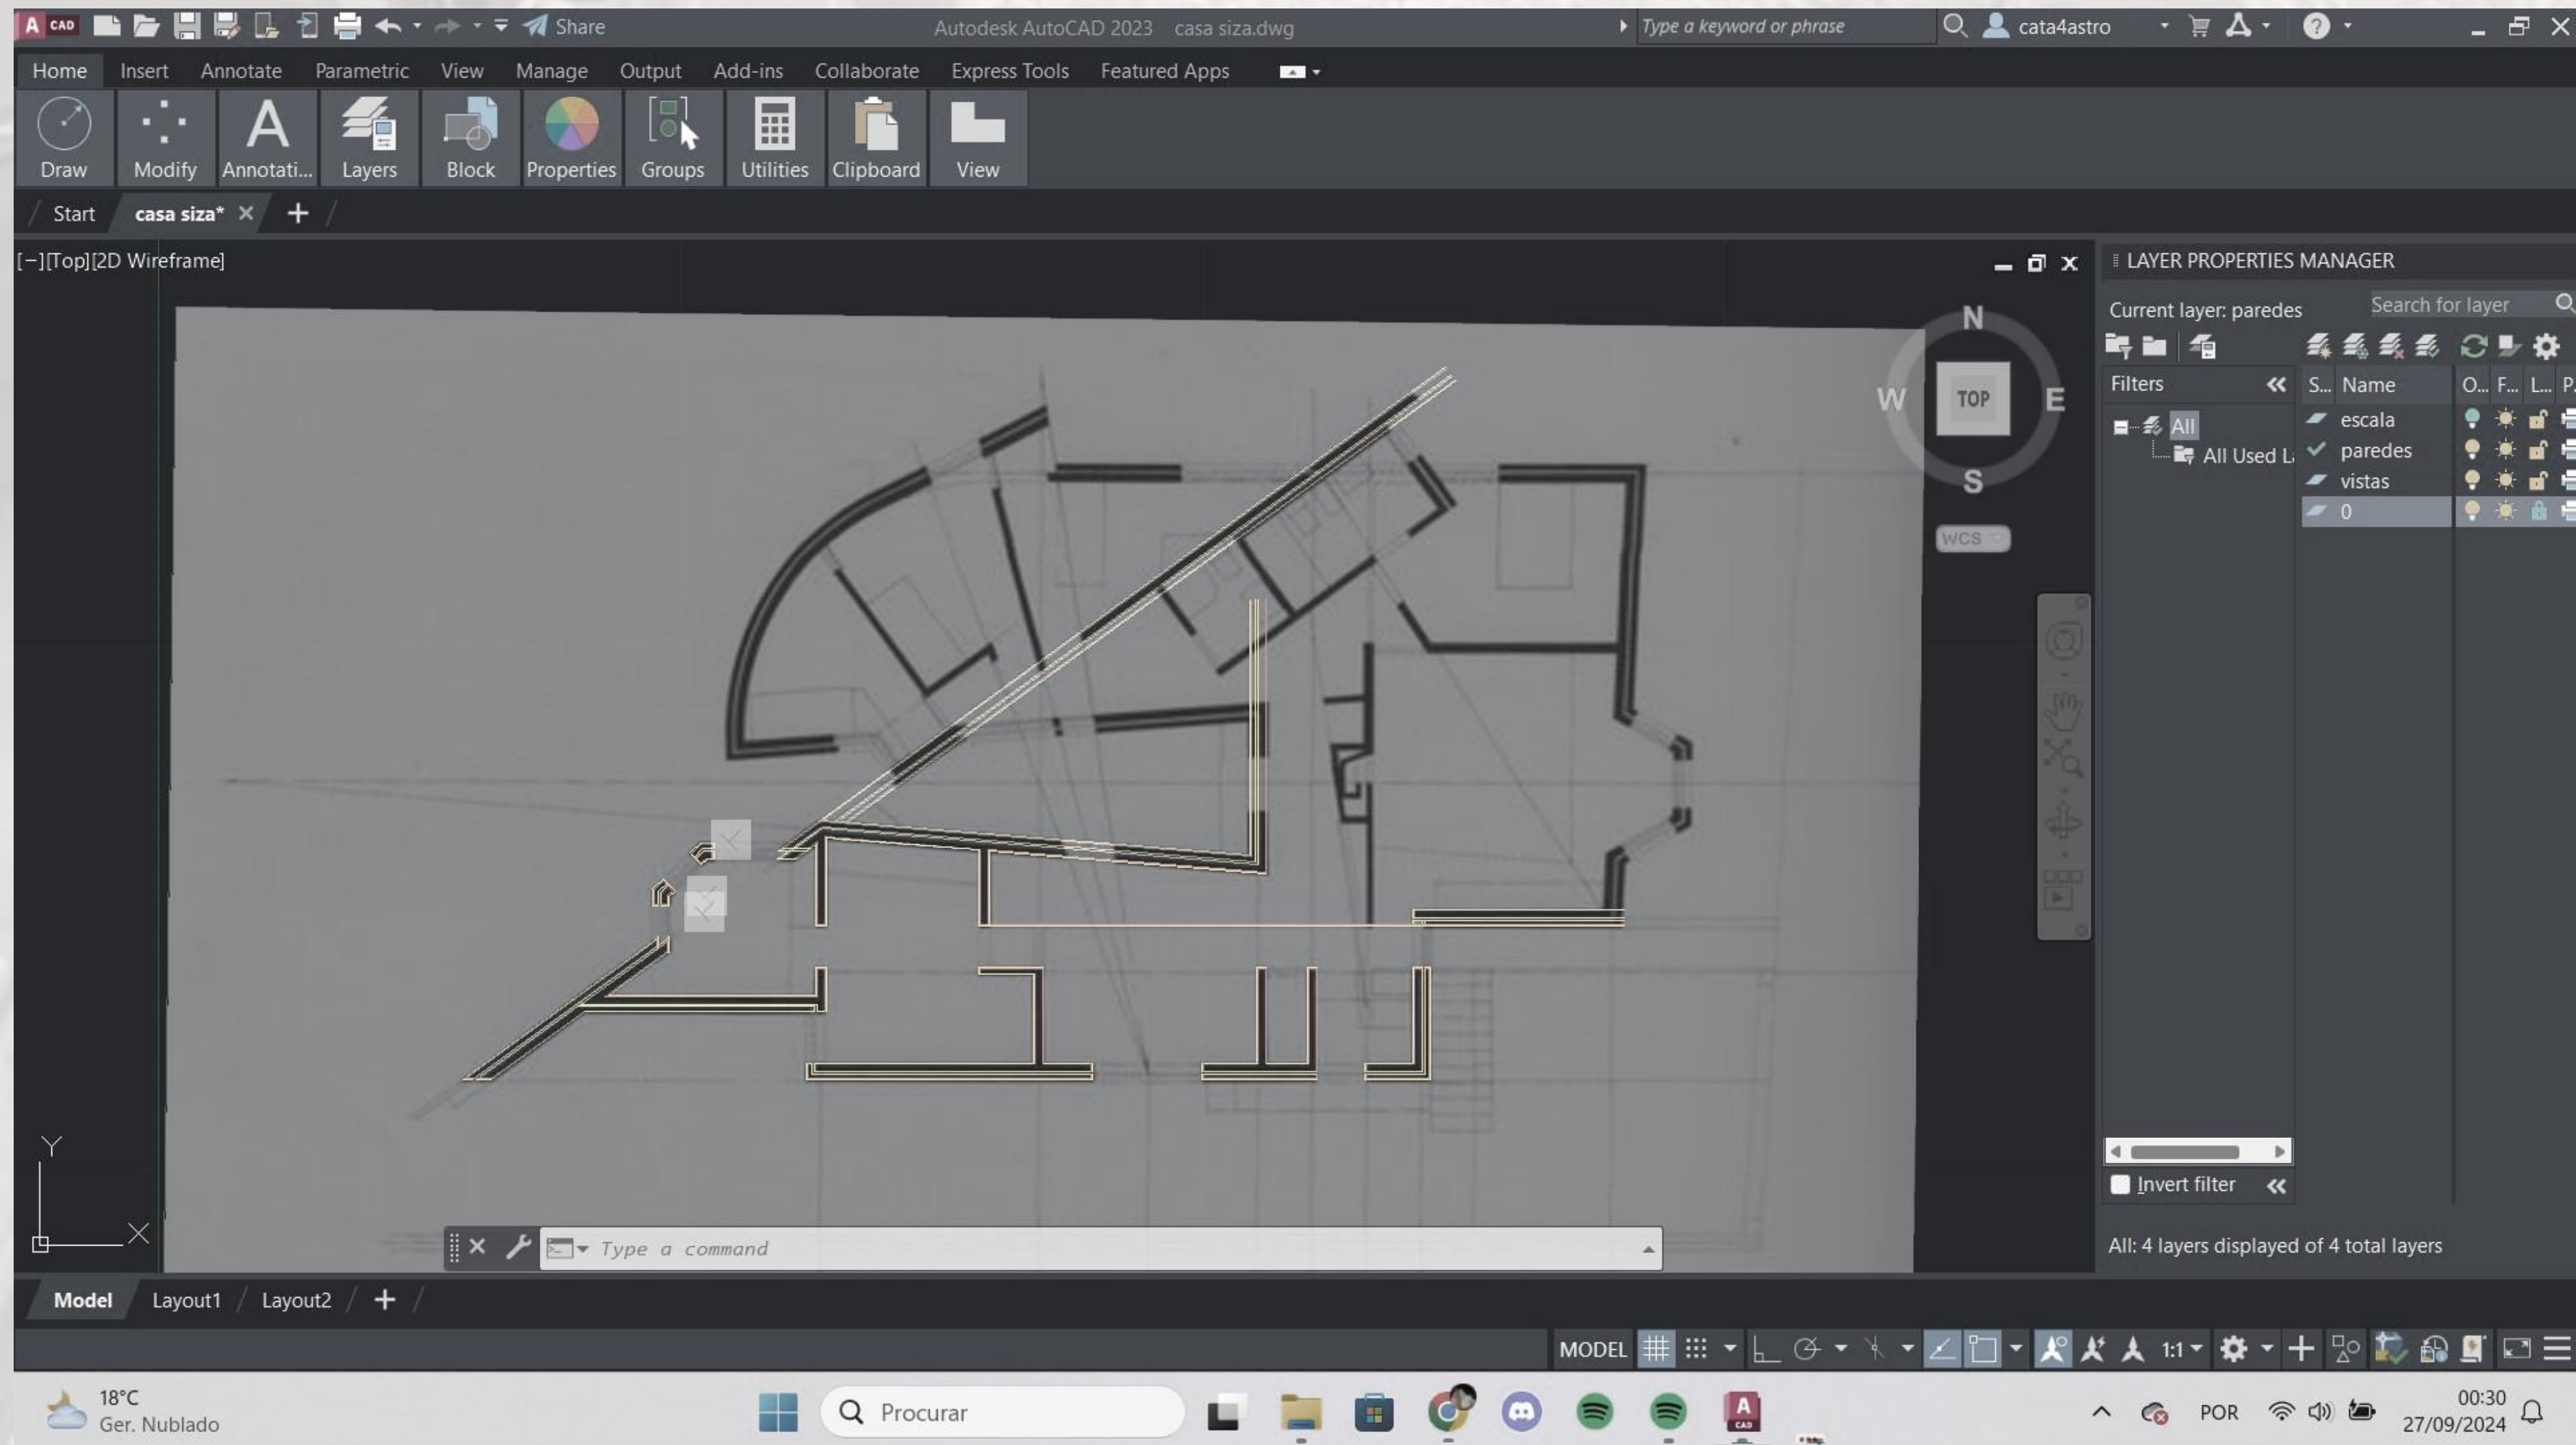 A CAD Share Autodesk AutoCAD 2023 casa siza.dwg Type a keyword or phrase cata4astro
Home Insert Annotate Parametric View Manage Output Add-ins Collaborate Express Tools Featured Apps
A
Draw Modify Annotati... Layers Block Properties Groups Utilities Clipboard View
Start casa siza*
[−][Top][2D Wireframe]
N
W TOP E
S
WCS
LAYER PROPERTIES MANAGER
Current layer: paredes Search for layer
Filters S... Name O... F... L... P.
All
All Used L
escala
paredes
vistas
0
Invert filter
All: 4 layers displayed of 4 total layers
Y
X
Type a command
Model Layout1 Layout2
MODEL 1:1
18°C
Ger. Nublado
Procurar
A CAD
POR
00:30
27/09/2024